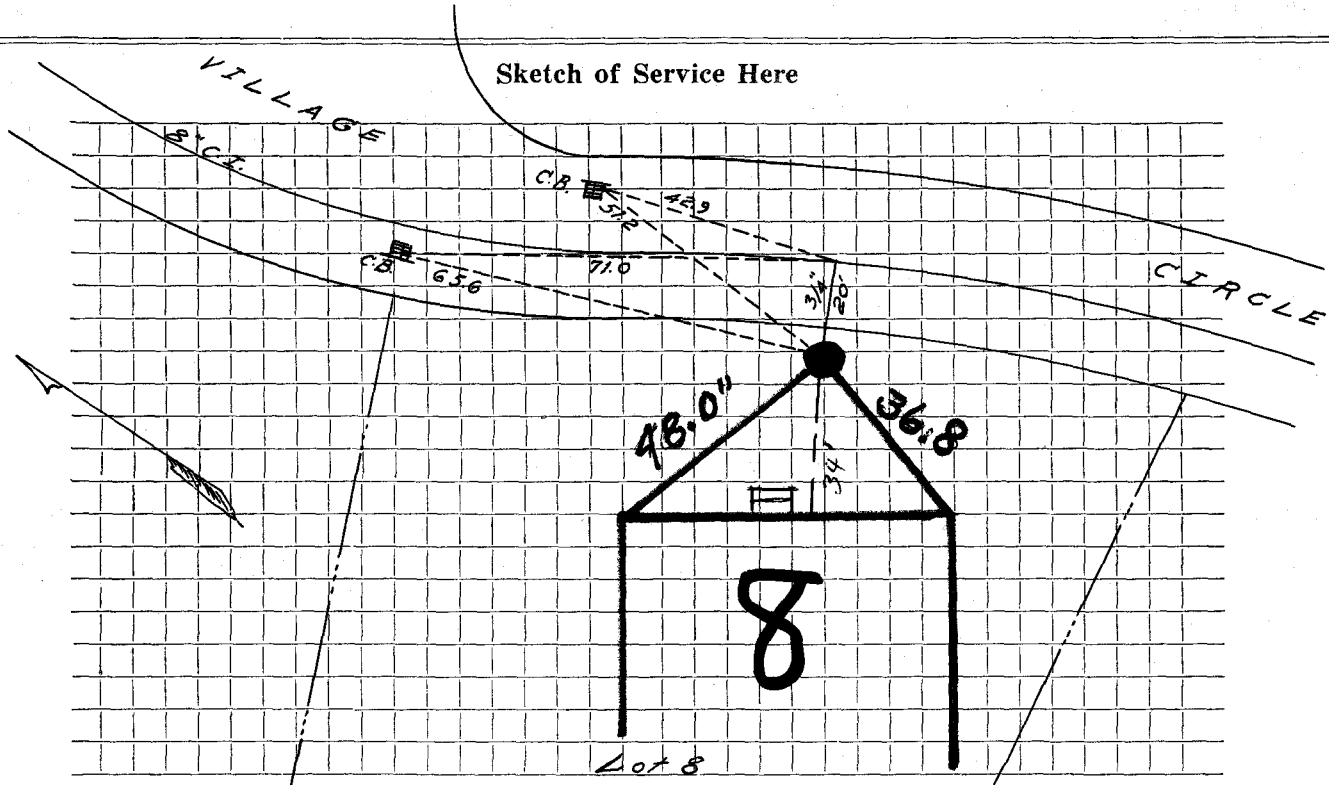 Sketch of Service Here
VILLAGE
8" C.I.
C.B.
42.9
51.2
C.B.
65.6
71.0
CIRCLE
3/4"
20'
48.0"
36.8
34'
8
Lot 8